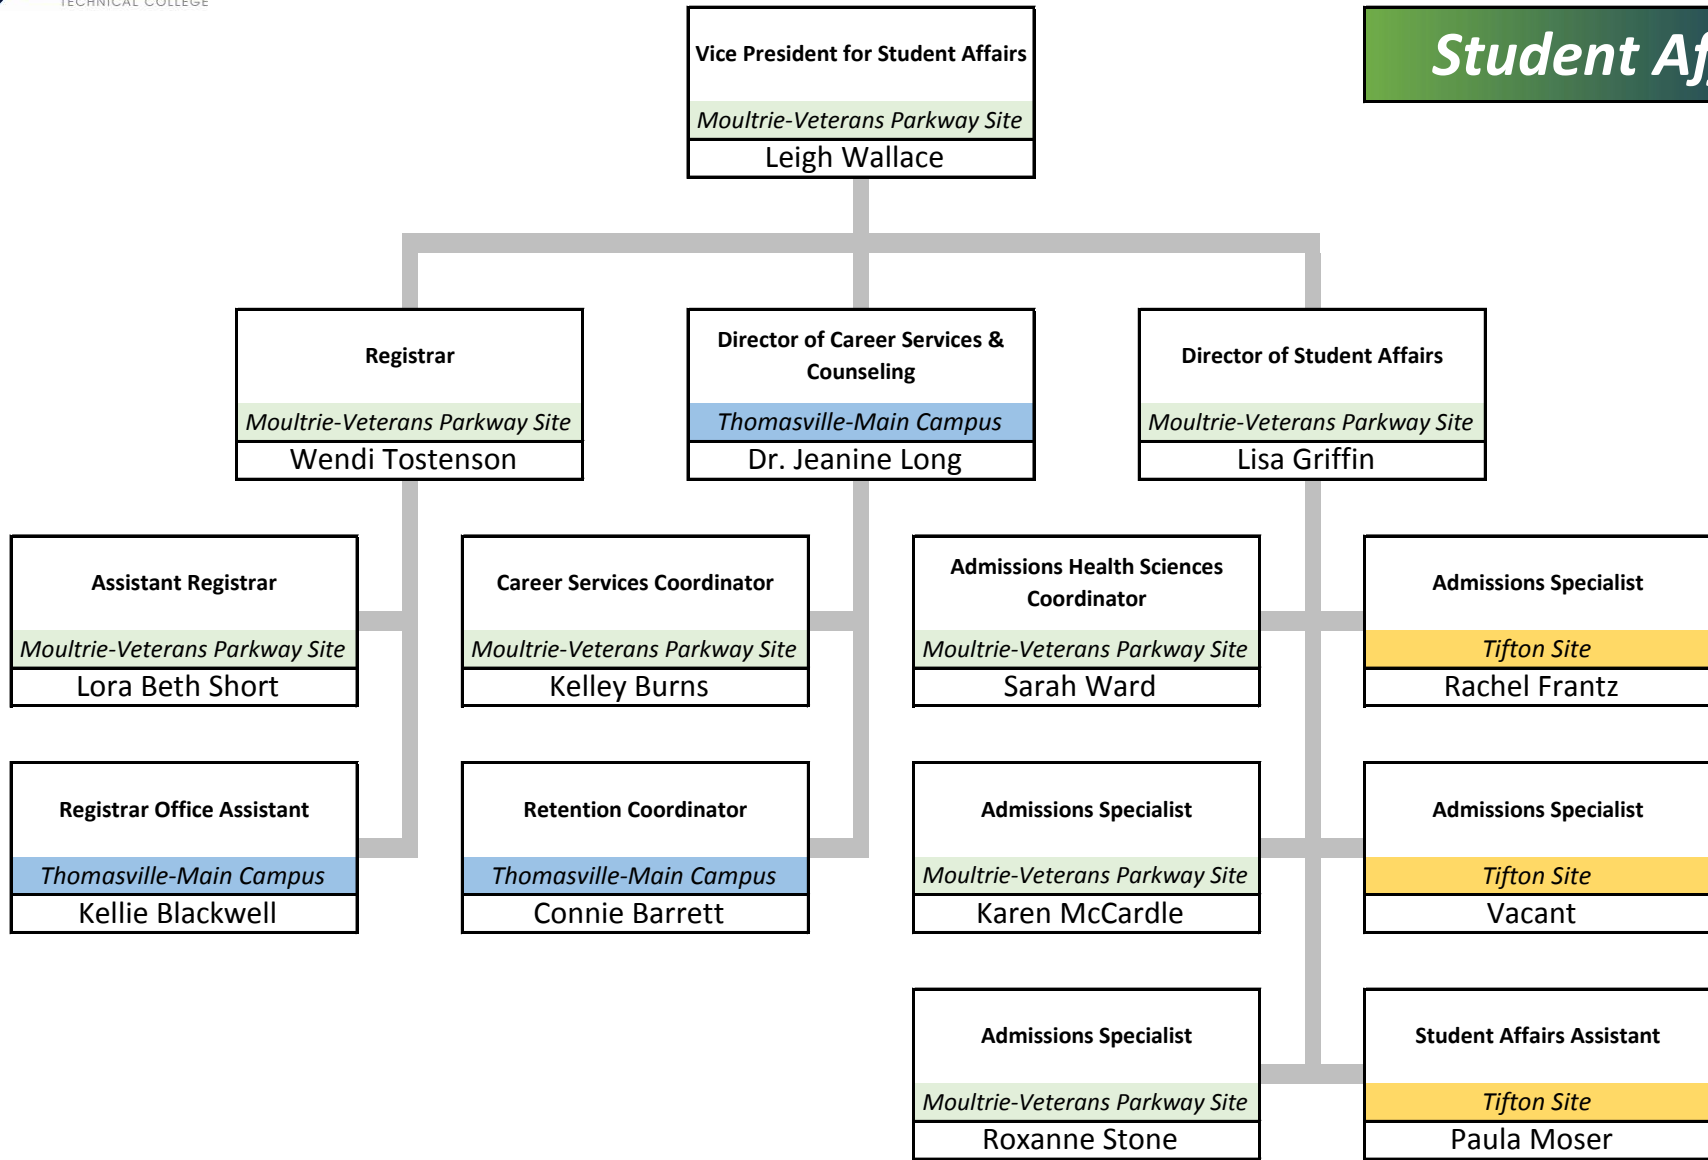 TECHNICAL COLLEGE
Student Af
Vice President for Student Affairs
Moultrie-Veterans Parkway Site
Leigh Wallace
Registrar
Moultrie-Veterans Parkway Site
Wendi Tostenson
Director of Career Services &
Counseling
Thomasville-Main Campus
Dr. Jeanine Long
Director of Student Affairs
Moultrie-Veterans Parkway Site
Lisa Griffin
Assistant Registrar
Moultrie-Veterans Parkway Site
Lora Beth Short
Career Services Coordinator
Moultrie-Veterans Parkway Site
Kelley Burns
Admissions Health Sciences
Coordinator
Moultrie-Veterans Parkway Site
Sarah Ward
Admissions Specialist
Tifton Site
Rachel Frantz
Registrar Office Assistant
Thomasville-Main Campus
Kellie Blackwell
Retention Coordinator
Thomasville-Main Campus
Connie Barrett
Admissions Specialist
Moultrie-Veterans Parkway Site
Karen McCardle
Admissions Specialist
Tifton Site
Vacant
Admissions Specialist
Moultrie-Veterans Parkway Site
Roxanne Stone
Student Affairs Assistant
Tifton Site
Paula Moser